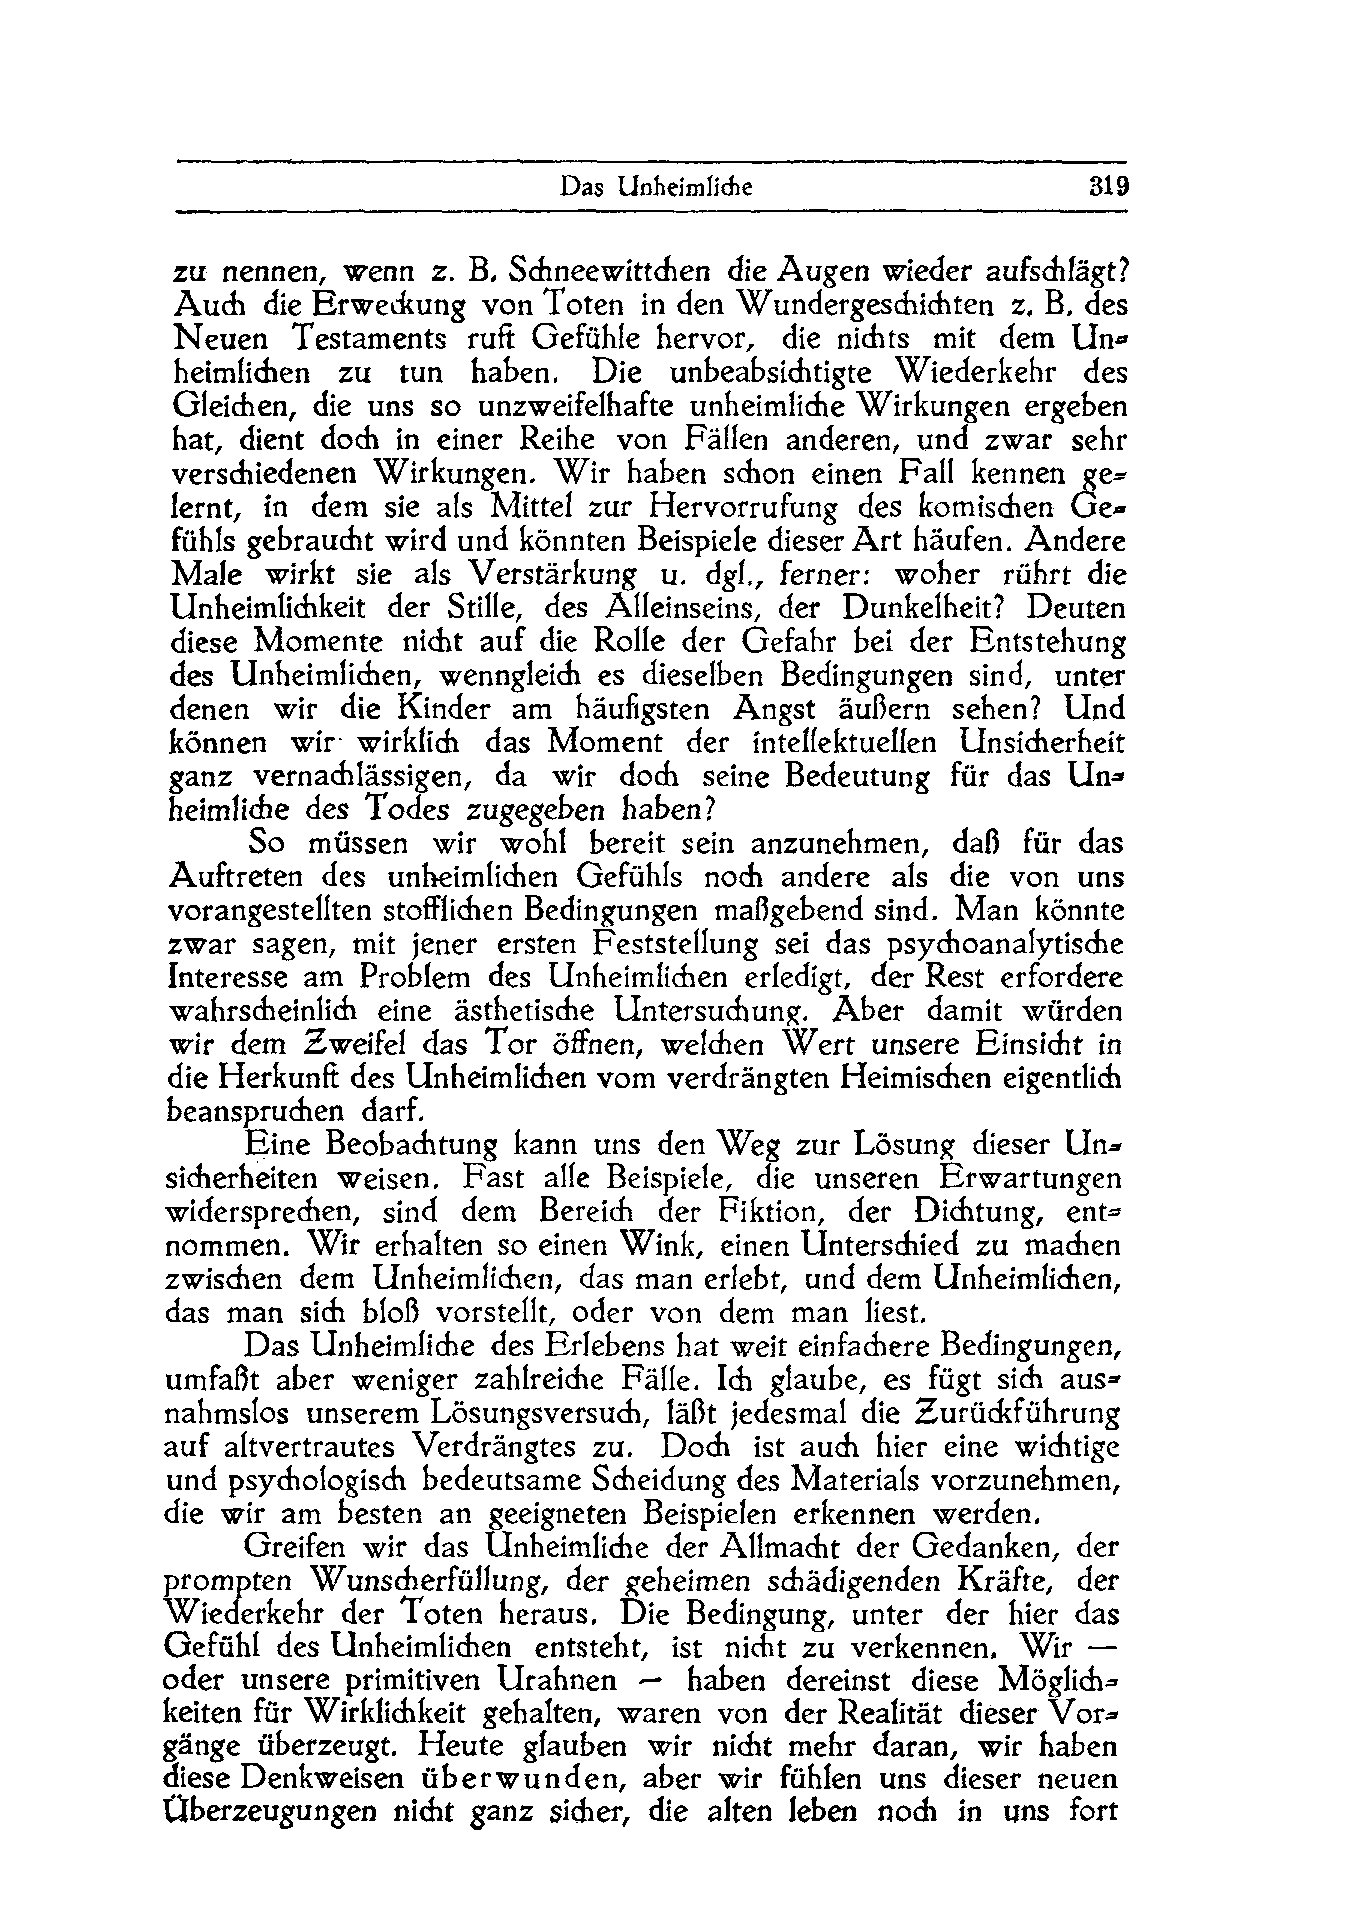 Das Unheimliche 319
zu nennen, wenn z. B. Schneewittchen die Augen wieder aufschlägt?
Auch die Erweckung von Toten in den Wundergeschichten z. B. des
Neuen Testaments ruft Gefühle hervor, die nichts mit dem Un-
heimlichen zu tun haben. Die unbeabsichtigte Wiederkehr des
Gleichen, die uns so unzweifelhafte unheimliche Wirkungen ergeben
hat, dient doch in einer Reihe von Fällen anderen, und zwar sehr
verschiedenen Wirkungen. Wir haben schon einen Fall kennen ge-
lernt, in dem sie als Mittel zur Hervorrufung des komischen Ge-
fühls gebraucht wird und könnten Beispiele dieser Art häufen. Andere
Male wirkt sie als Verstärkung u. dgl., ferner: woher rührt die
Unheimlichkeit der Stille, des Alleinseins, der Dunkelheit? Deuten
diese Momente nicht auf die Rolle der Gefahr bei der Entstehung
des Unheimlichen, wenngleich es dieselben Bedingungen sind, unter
denen wir die Kinder am häufigsten Angst äußern sehen? Und
können wir wirklich das Moment der intellektuellen Unsicherheit
ganz vernachlässigen, da wir doch seine Bedeutung für das Un-
heimliche des Todes zugegeben haben?
So müssen wir wohl bereit sein anzunehmen, daß für das
Auftreten des unheimlichen Gefühls noch andere als die von uns
vorangestellten stofflichen Bedingungen maßgebend sind. Man könnte
zwar sagen, mit jener ersten Feststellung sei das psychoanalytische
Interesse am Problem des Unheimlichen erledigt, der Rest erfordere
wahrscheinlich eine ästhetische Untersuchung. Aber damit würden
wir dem Zweifel das Tor öffnen, welchen Wert unsere Einsicht in
die Herkunft des Unheimlichen vom verdrängten Heimischen eigentlich
beanspruchen darf.
Eine Beobachtung kann uns den Weg zur Lösung dieser Un-
sicherheiten weisen. Fast alle Beispiele, die unseren Erwartungen
widersprechen, sind dem Bereich der Fiktion, der Dichtung, ent-
nommen. Wir erhalten so einen Wink, einen Unterschied zu machen
zwischen dem Unheimlichen, das man erlebt, und dem Unheimlichen,
das man sich bloß vorstellt, oder von dem man liest.
Das Unheimliche des Erlebens hat weit einfachere Bedingungen,
umfaßt aber weniger zahlreiche Fälle. Ich glaube, es fügt sich aus-
nahmslos unserem Lösungsversuch, läßt jedesmal die Zurückführung
auf altvertrautes Verdrängtes zu. Doch ist auch hier eine wichtige
und psychologisch bedeutsame Scheidung des Materials vorzunehmen,
die wir am besten an geeigneten Beispielen erkennen werden.
Greifen wir das Unheimliche der Allmacht der Gedanken, der
prompten Wunscherfüllung, der geheimen schädigenden Kräfte, der
Wiederkehr der Toten heraus. Die Bedingung, unter der hier das
Gefühl des Unheimlichen entsteht, ist nicht zu verkennen. Wir —
oder unsere primitiven Urahnen — haben dereinst diese Möglich-
keiten für Wirklichkeit gehalten, waren von der Realität dieser Vor-
gänge überzeugt. Heute glauben wir nicht mehr daran, wir haben
diese Denkweisen überwunden, aber wir fühlen uns dieser neuen
Überzeugungen nicht ganz sicher, die alten leben noch in uns fort